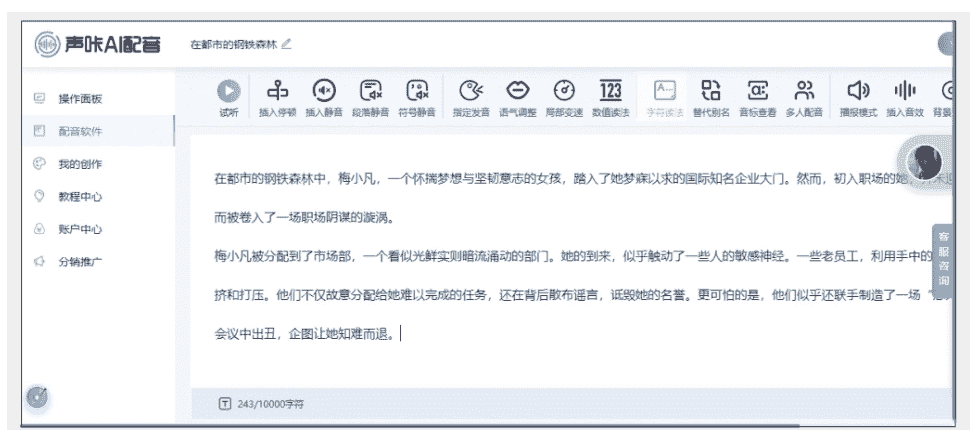 声咔AI配音
在都市的钢铁森林
操作面板
配音软件
我的创作
教程中心
账户中心
分销推广
试听 插入停顿 插入静音 段落静音 符号静音 指定发音 语气调整 局部变速 数值读法 字符读法 替代别名 音标查看 多人配音 播报模式 插入音效 背景
123
在都市的钢铁森林中，梅小凡，一个怀揣梦想与坚韧意志的女孩，踏入了她梦寐以求的国际知名企业大门。然而，初入职场的她
而被卷入了一场职场阴谋的漩涡。
梅小凡被分配到了市场部，一个看似光鲜实则暗流涌动的部门。她的到来，似乎触动了一些人的敏感神经。一些老员工，利用手中的
挤和打压。他们不仅故意分配给她难以完成的任务，还在背后散布谣言，诋毁她的名誉。更可怕的是，他们似乎还联手制造了一场“
会议中出丑，企图让她知难而退。
客服咨询
243/10000字符